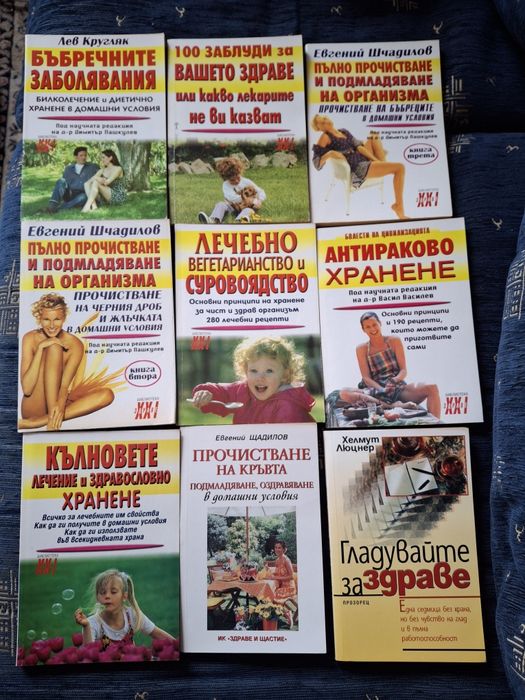 Лев Кругляк
БЪБРЕЧНИТЕ
ЗАБОЛЯВАНИЯ
БИЛКОЛЕЧЕНИЕ и ДИЕТИЧНО
ХРАНЕНЕ В ДОМАШНИ УСЛОВИЯ
Под научната редакция
на д-р Димитър Пашкулев
100 ЗАБЛУДИ за
ВАШЕТО ЗДРАВЕ
или какво лекарите
не ви казват
Евгений Шчадилов
ПЪЛНО ПРОЧИСТВАНЕ
И ПОДМЛАДЯВАНЕ
НА ОРГАНИЗМА
ПРОЧИСТВАНЕ НА БЪБРЕЦИТЕ
В ДОМАШНИ УСЛОВИЯ
Под научната редакция
на д-р Димитър Пашкулев
книга
трета
Евгений Шчадилов
ПЪЛНО ПРОЧИСТВАНЕ
И ПОДМЛАДЯВАНЕ
НА ОРГАНИЗМА
ПРОЧИСТВАНЕ
НА ЧЕРНИЯ ДРОБ
И ЖЛЪЧКАТА
В ДОМАШНИ УСЛОВИЯ
Под научната редакция
на д-р Димитър Пашкулев
книга
втора
ЛЕЧЕБНО
ВЕГЕТАРИАНСТВО и
СУРОВОЯДСТВО
Основни принципи на хранене
за чист и здрав организъм
280 лечебни рецепти
БОЛЕСТИ НА ЦИВИЛИЗАЦИЯТА
АНТИРАКОВО
ХРАНЕНЕ
Под научната редакция
на д-р Васил Василев
Основни принципи
и 190 рецепти,
които можете да
приготвите
сами
КЪЛНОВЕТЕ
ЛЕЧЕНИЕ и ЗДРАВОСЛОВНО
ХРАНЕНЕ
Всичко за лечебните им свойства
Как да ги получите в домашни условия
Как да ги използвате
във всекидневната храна
Евгений ЩАДИЛОВ
ПРОЧИСТВАНЕ
НА КРЪВТА
ПОДМЛАДЯВАНЕ, ОЗДРАВЯВАНЕ
в домашни условия
ИК "ЗДРАВЕ И ЩАСТИЕ"
Хелмут
Люцнер
Гладувайте
за здраве
ПРОЗОРЕЦ
Една седмица без храна,
но без чувство на глад
и в пълна
работоспособност